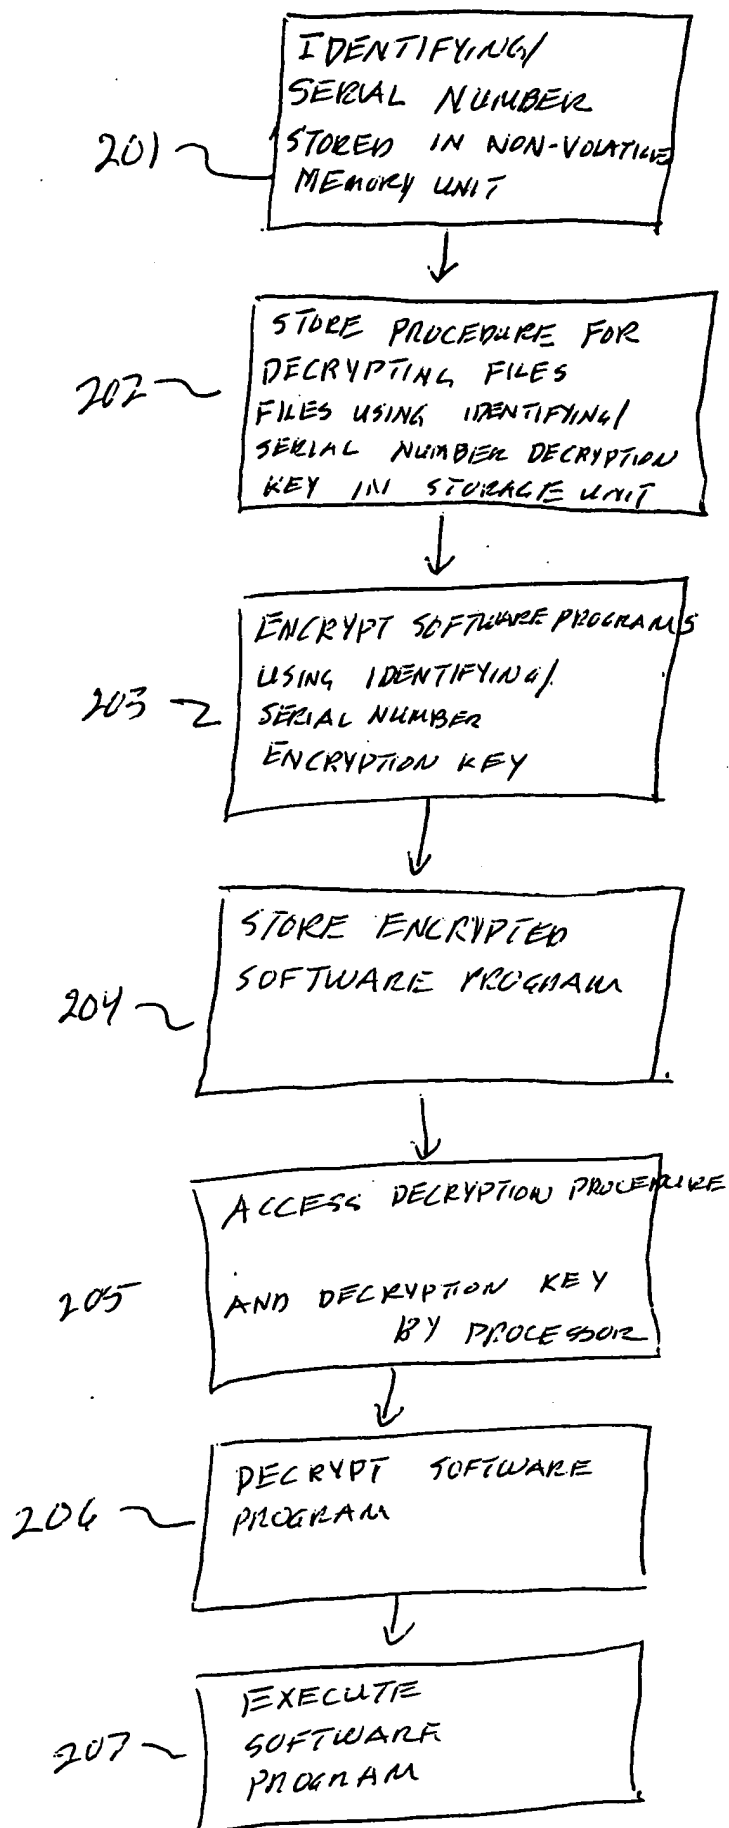 IDENTIFYING/
SERIAL NUMBER
STORED IN NON-VOLATILE
MEMORY UNIT
201
STORE PROCEDURE FOR
DECRYPTING FILES
FILES USING IDENTIFYING/
SERIAL NUMBER DECRYPTION
KEY IN STORAGE UNIT
202
ENCRYPT SOFTWARE PROGRAMS
USING IDENTIFYING/
SERIAL NUMBER
ENCRYPTION KEY
203
STORE ENCRYPTED
SOFTWARE PROGRAM
204
ACCESS DECRYPTION PROCEDURE
AND DECRYPTION KEY
BY PROCESSOR
205
DECRYPT SOFTWARE
PROGRAM
206
EXECUTE
SOFTWARE
PROGRAM
207